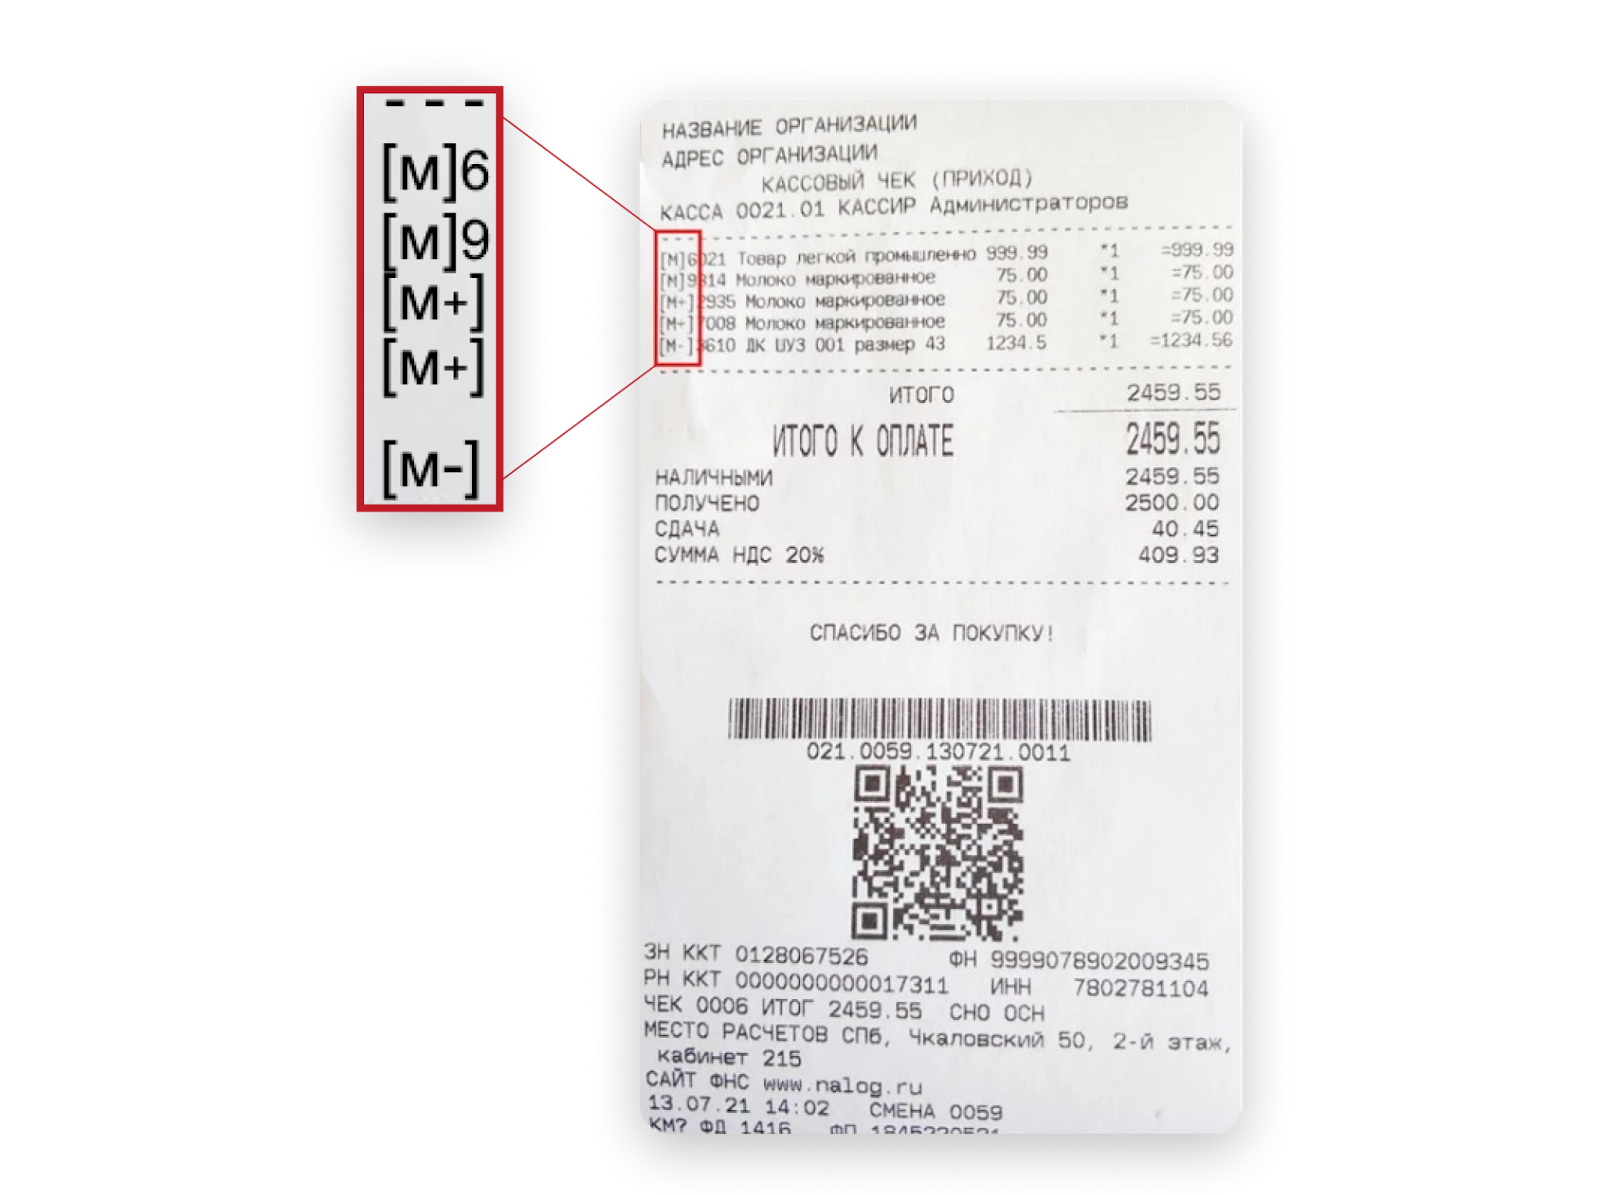 - - -
[м]6
[м]9
[м+]
[м+]
[м-]
НАЗВАНИЕ ОРГАНИЗАЦИИ
АДРЕС ОРГАНИЗАЦИИ
КАССОВЫЙ ЧЕК (ПРИХОД)
КАССА 0021.01 КАССИР Администраторов
[М]6021 Товар легкой промышленно 999.99 *1 =999.99
[М]9814 Молоко маркированное 75.00 *1 =75.00
[М+]2935 Молоко маркированное 75.00 *1 =75.00
[М+]7008 Молоко маркированное 75.00 *1 =75.00
[М-]3610 ДК ШУЗ 001 размер 43 1234.5 *1 =1234.56
ИТОГО 2459.55
ИТОГО К ОПЛАТЕ 2459.55
НАЛИЧНЫМИ 2459.55
ПОЛУЧЕНО 2500.00
СДАЧА 40.45
СУММА НДС 20% 409.93
СПАСИБО ЗА ПОКУПКУ!
021.0059.130721.0011
ЗН ККТ 0128067526 ФН 9999078902009345
РН ККТ 0000000000017311 ИНН 7802781104
ЧЕК 0006 ИТОГ 2459.55 СНО ОСН
МЕСТО РАСЧЕТОВ СПб, Чкаловский 50, 2-й этаж,
кабинет 215
САЙТ ФНС www.nalog.ru
13.07.21 14:02 СМЕНА 0059
КМ? ФД 1416 ФП